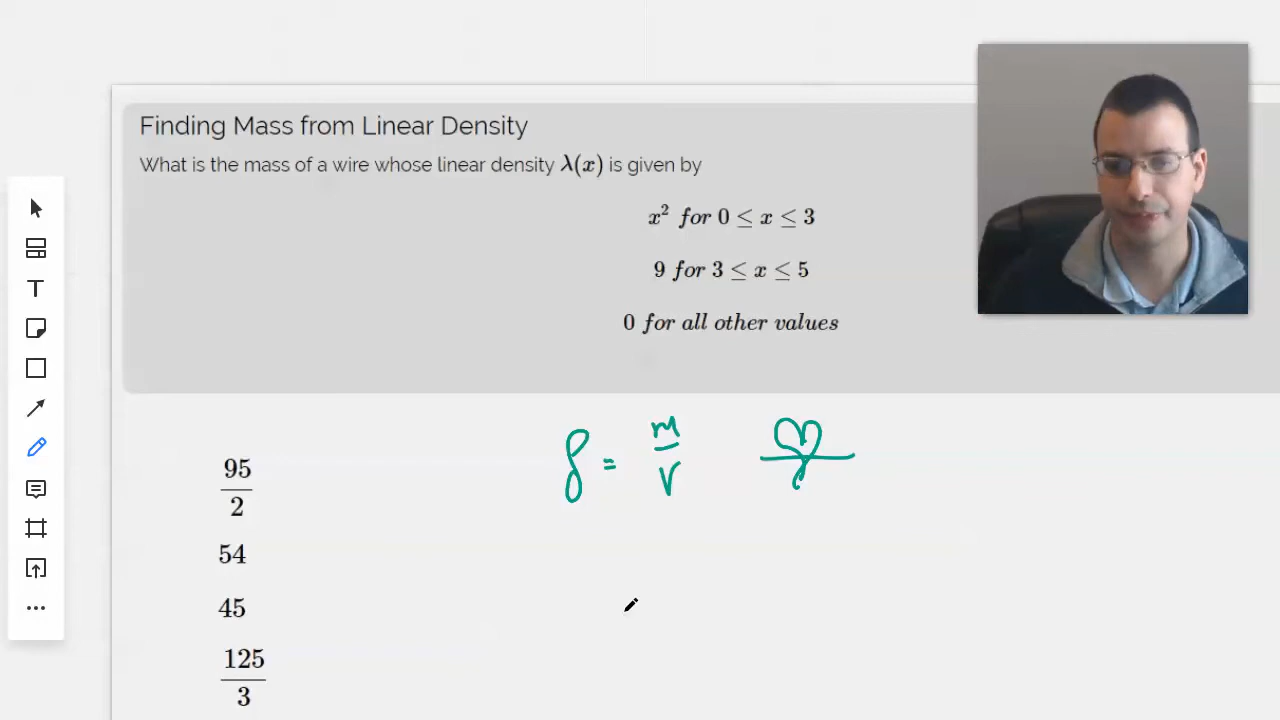 Finding Mass from Linear Density
What is the mass of a wire whose linear density λ(x) is given by
x² for 0 ≤ x ≤ 3
9 for 3 ≤ x ≤ 5
0 for all other values
ρ = m/V
95/2
54
45
125/3
T